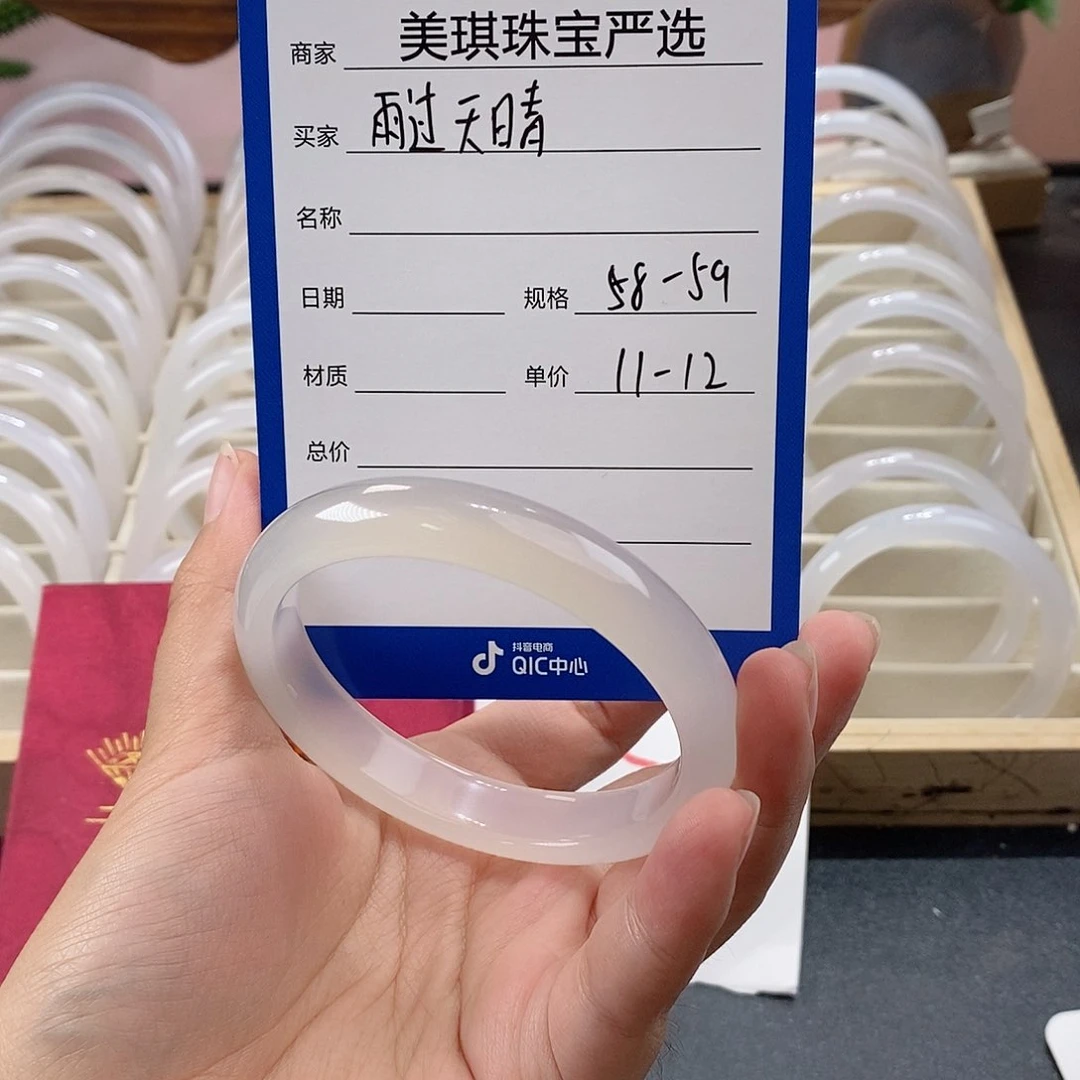 商家 美琪珠宝严选
买家 雨过天晴
名称
日期 规格 58-59
材质 单价 11-12
总价
抖音电商
QIC中心